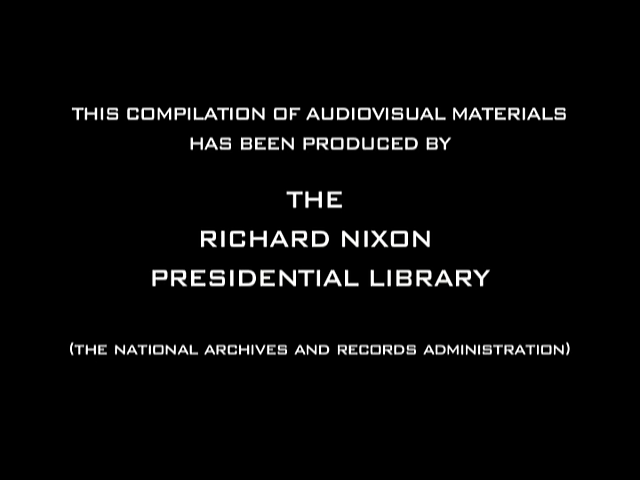 THIS COMPILATION OF AUDIOVISUAL MATERIALS
HAS BEEN PRODUCED BY
THE
RICHARD NIXON
PRESIDENTIAL LIBRARY
(THE NATIONAL ARCHIVES AND RECORDS ADMINISTRATION)